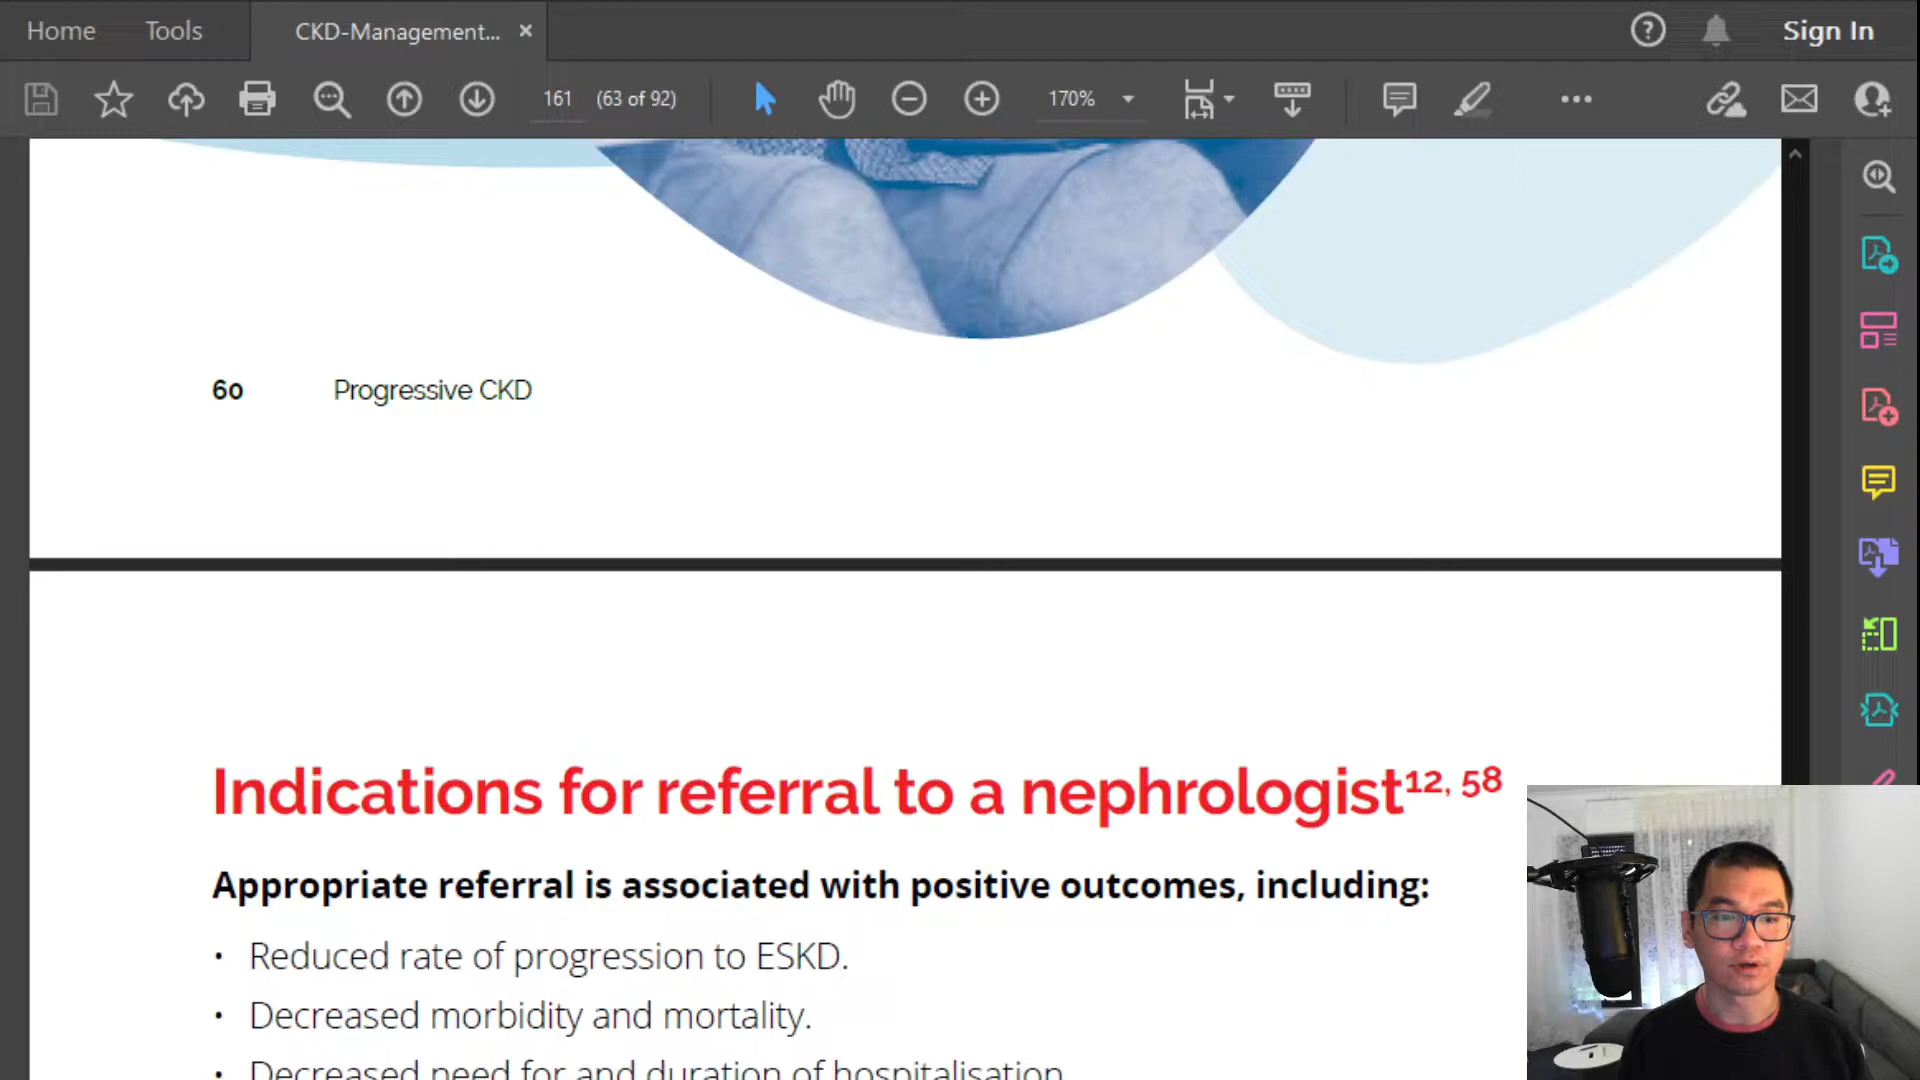 Home Tools CKD-Management... × Sign In
161 (63 of 92) 170%
60 Progressive CKD
Indications for referral to a nephrologist12, 58
Appropriate referral is associated with positive outcomes, including:
• Reduced rate of progression to ESKD.
• Decreased morbidity and mortality.
• Decreased need for and duration of hospitalisation